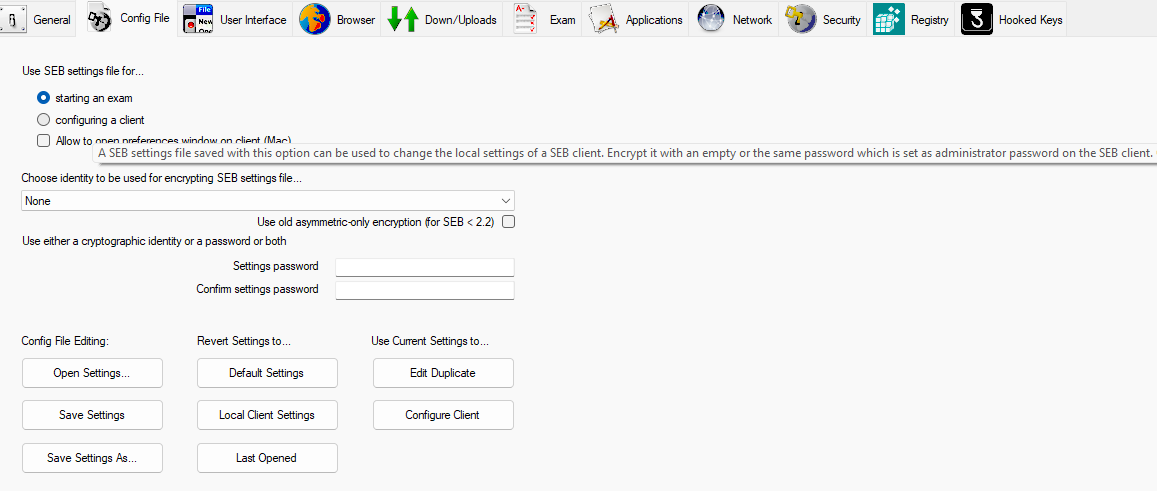 General
Config File
File
New
User Interface
Browser
Down/Uploads
A-
Exam
Applications
Network
Security
Registry
Hooked Keys
Use SEB settings file for...
starting an exam
configuring a client
Allow to open preferences window on client (Mac)
A SEB settings file saved with this option can be used to change the local settings of a SEB client. Encrypt it with an empty or the same password which is set as administrator password on the SEB client.
Choose identity to be used for encrypting SEB settings file...
None
Use old asymmetric-only encryption (for SEB < 2.2)
Use either a cryptographic identity or a password or both
Settings password
Confirm settings password
Config File Editing: Revert Settings to... Use Current Settings to...
Open Settings... Default Settings Edit Duplicate
Save Settings Local Client Settings Configure Client
Save Settings As... Last Opened